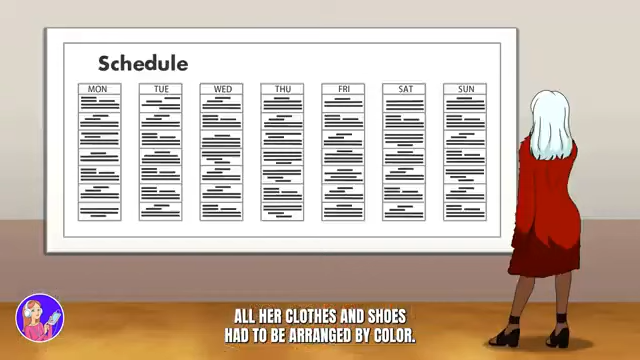 Schedule
MON TUE WED THU FRI SAT SUN
ALL HER CLOTHES AND SHOES
HAD TO BE ARRANGED BY COLOR.